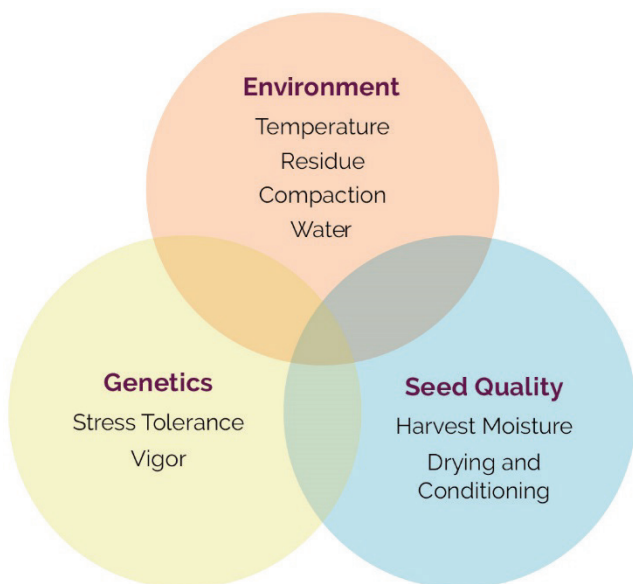 Environment
Temperature
Residue
Compaction
Water
Genetics
Stress Tolerance
Vigor
Seed Quality
Harvest Moisture
Drying and
Conditioning